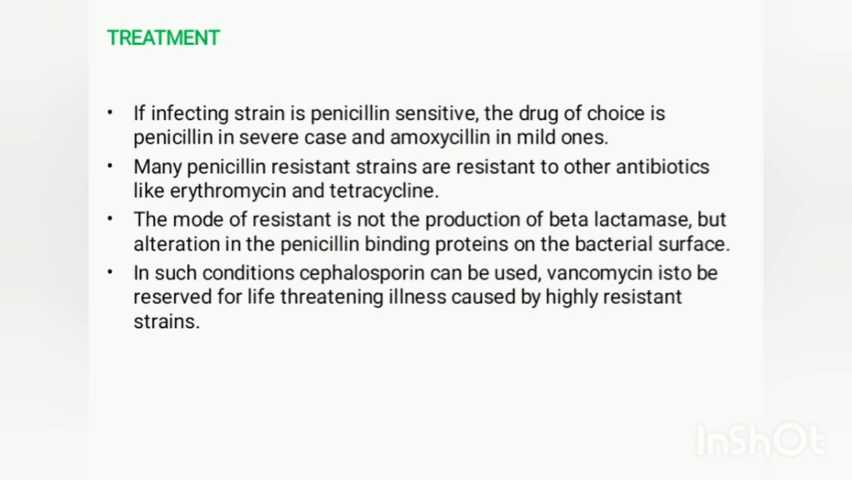 TREATMENT
• If infecting strain is penicillin sensitive, the drug of choice is
penicillin in severe case and amoxycillin in mild ones.
• Many penicillin resistant strains are resistant to other antibiotics
like erythromycin and tetracycline.
• The mode of resistant is not the production of beta lactamase, but
alteration in the penicillin binding proteins on the bacterial surface.
• In such conditions cephalosporin can be used, vancomycin isto be
reserved for life threatening illness caused by highly resistant
strains.
InShOt